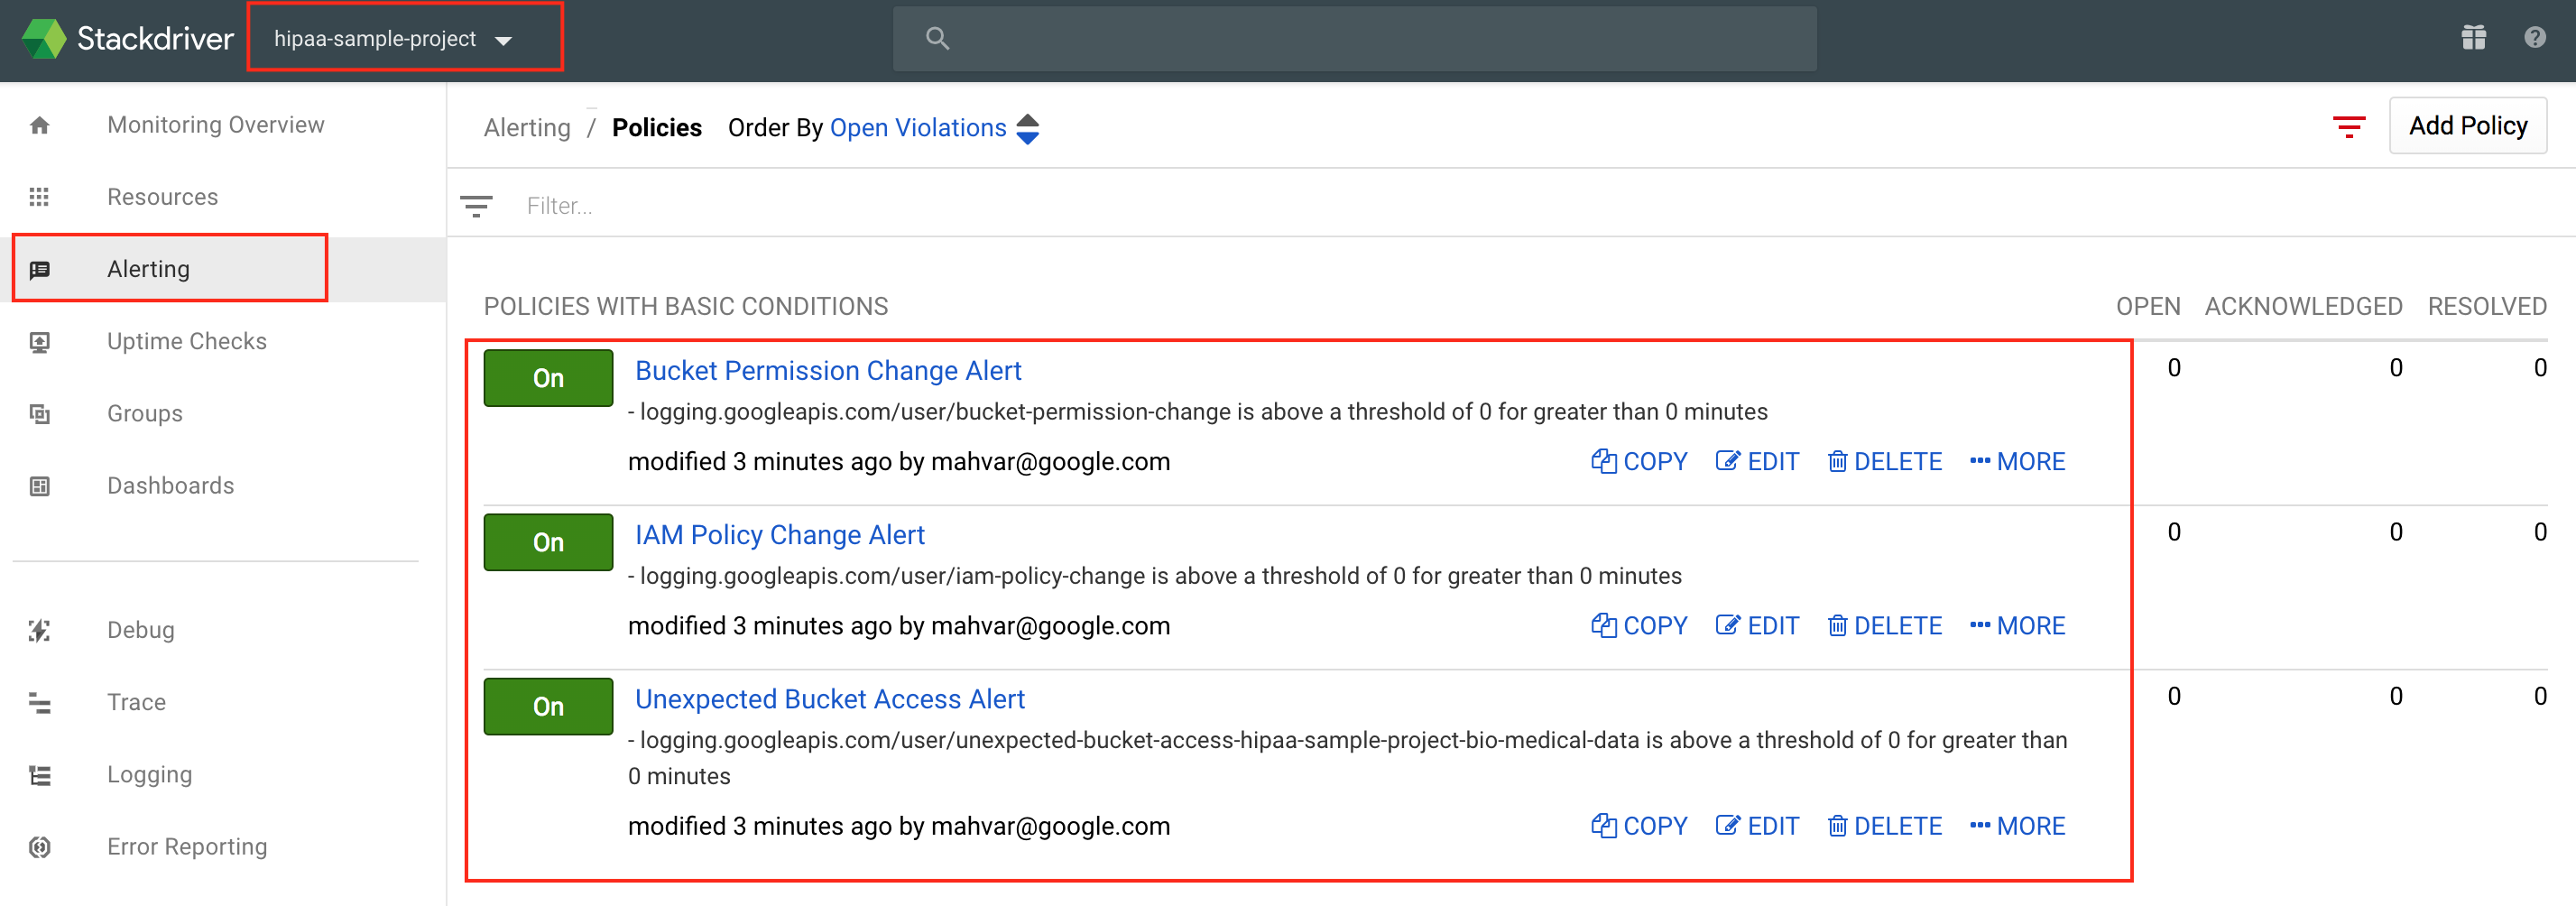 Stackdriver
hipaa-sample-project
Monitoring Overview
Resources
Alerting
Uptime Checks
Groups
Dashboards
Debug
Trace
Logging
Error Reporting
Alerting / Policies Order By Open Violations
Add Policy
Filter...
POLICIES WITH BASIC CONDITIONS OPEN ACKNOWLEDGED RESOLVED
On Bucket Permission Change Alert 0 0 0
- logging.googleapis.com/user/bucket-permission-change is above a threshold of 0 for greater than 0 minutes
modified 3 minutes ago by mahvar@google.com COPY EDIT DELETE MORE
On IAM Policy Change Alert 0 0 0
- logging.googleapis.com/user/iam-policy-change is above a threshold of 0 for greater than 0 minutes
modified 3 minutes ago by mahvar@google.com COPY EDIT DELETE MORE
On Unexpected Bucket Access Alert 0 0 0
- logging.googleapis.com/user/unexpected-bucket-access-hipaa-sample-project-bio-medical-data is above a threshold of 0 for greater than
0 minutes
modified 3 minutes ago by mahvar@google.com COPY EDIT DELETE MORE